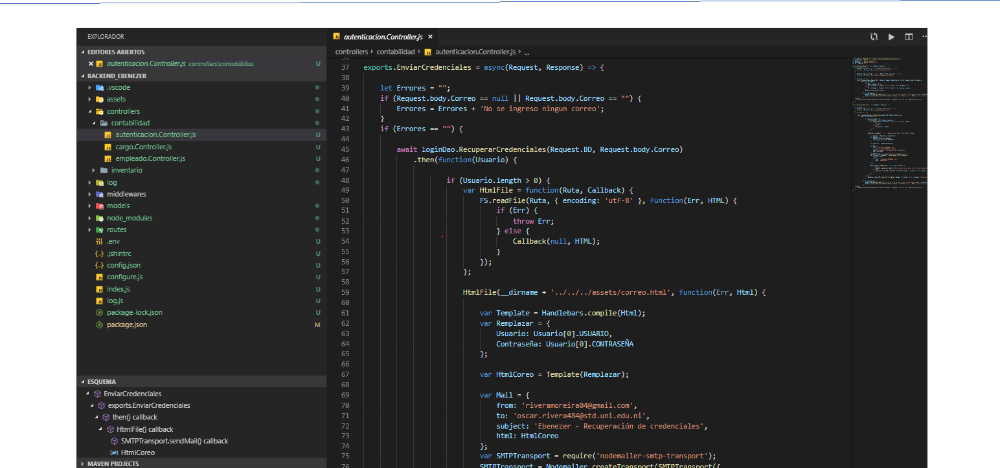 EXPLORADOR
EDITORES ABIERTOS
autenticacion.Controller.js controllers\contabilidad U
BACKEND_EBENEZER
.vscode
assets
controllers
contabilidad
autenticacion.Controller.js U
cargo.Controller.js U
empleado.Controller.js U
inventario
log
middlewares
models
node_modules
routes
.env U
.jshintrc U
config.json U
configure.js U
index.js U
log.js U
package-lock.json U
package.json M
ESQUEMA
EnviarCredenciales
exports.EnviarCredenciales
then() callback
HtmlFile() callback
SMTPTransport.sendMail() callback
HtmlCoreo
MAVEN PROJECTS
autenticacion.Controller.js
controllers contabilidad autenticacion.Controller.js ...
37 exports.EnviarCredenciales = async(Request, Response) => {
38
39 let Errores = "";
40 if (Request.body.Correo == null || Request.body.Correo == "") {
41 Errores = Errores + 'No se ingreso ningun correo';
42 }
43 if (Errores == "") {
44
45 await loginDao.RecuperarCredenciales(Request.BD, Request.body.Correo)
46 .then(function(Usuario) {
47
48 if (Usuario.length > 0) {
49 var HtmlFile = function(Ruta, Callback) {
50 FS.readFile(Ruta, { encoding: 'utf-8' }, function(Err, HTML) {
51 if (Err) {
52 throw Err;
53 } else {
54 Callback(null, HTML);
55 }
56 });
57 };
58
59 HtmlFile(__dirname + '../../../assets/correo.html', function(Err, Html) {
60
61 var Template = Handlebars.compile(Html);
62 var Remplazar = {
63 Usuario: Usuario[0].USUARIO,
64 Contraseña: Usuario[0].CONTRASEÑA
65 };
66
67 var HtmlCoreo = Template(Remplazar);
68
69 var Mail = {
70 from: 'riveramoreira04@gmail.com',
71 to: 'oscar.rivera484@std.uni.edu.ni',
72 subject: 'Ebenezer - Recuperación de credenciales',
73 html: HtmlCoreo
74 };
75 var SMTPTransport = require('nodemailer-smtp-transport');
76 SMTPTransport = Nodemailer.createTransport(SMTPTransport({